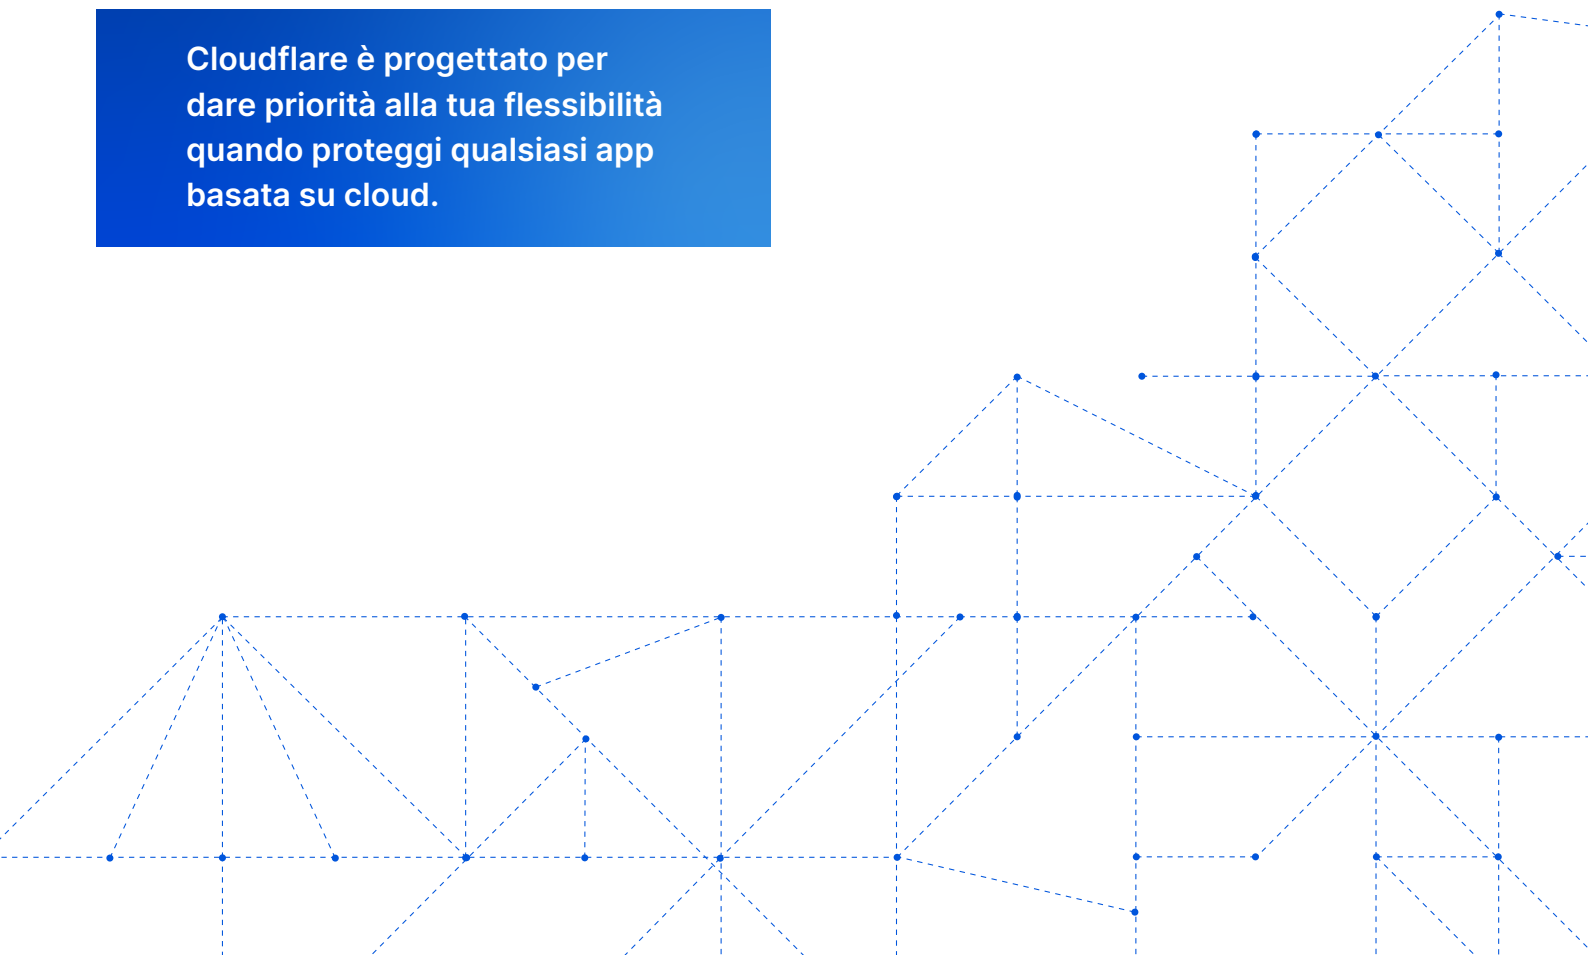 Cloudflare è progettato per
dare priorità alla tua flessibilità
quando proteggi qualsiasi app
basata su cloud.